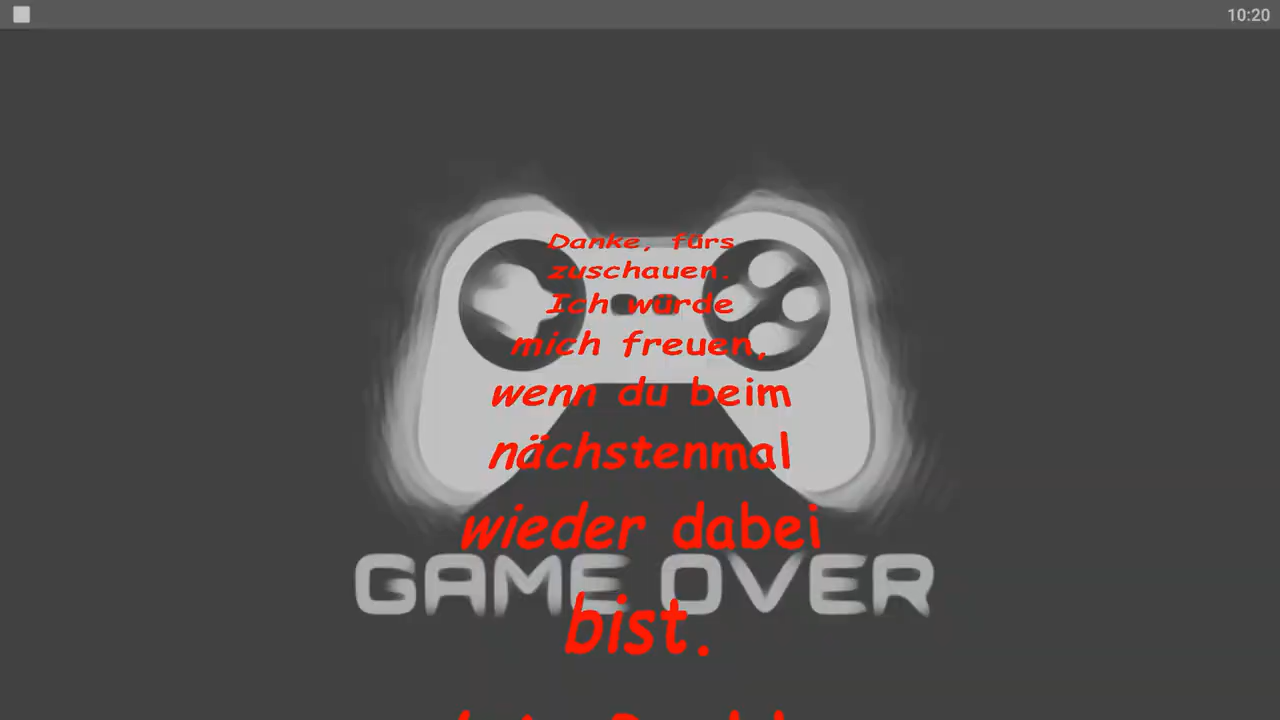 10:20
Danke, fürs
zuschauen.
Ich würde
mich freuen,
wenn du beim
nächstenmal
wieder dabei
GAME OVER
bist.